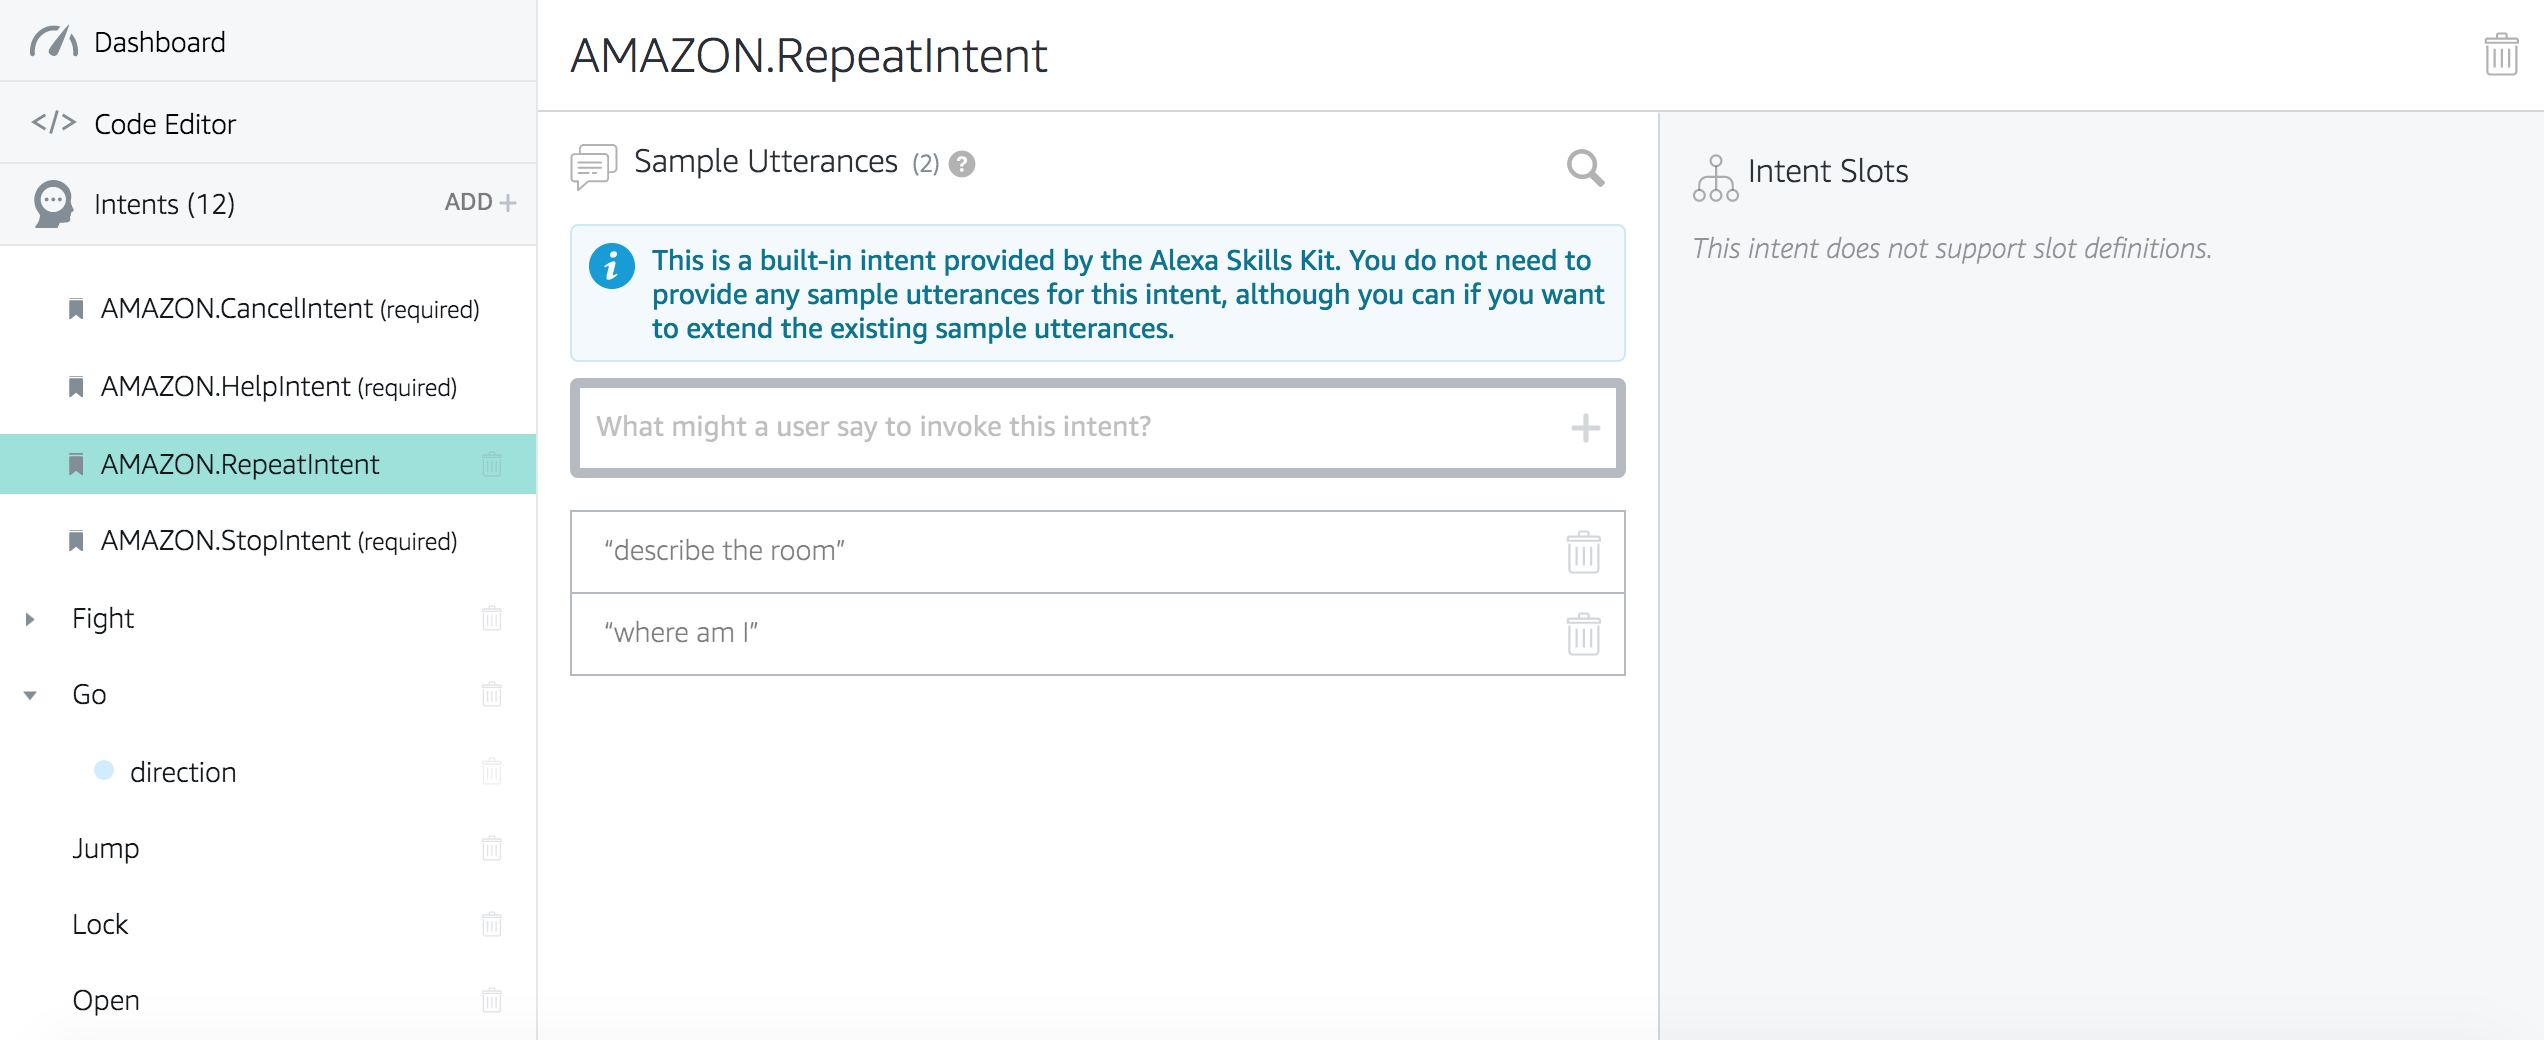 Dashboard
</> Code Editor
Intents (12) ADD +
AMAZON.CancelIntent (required)
AMAZON.HelpIntent (required)
AMAZON.RepeatIntent
AMAZON.StopIntent (required)
Fight
Go
direction
Jump
Lock
Open
AMAZON.RepeatIntent
Sample Utterances (2) ?
This is a built-in intent provided by the Alexa Skills Kit. You do not need to
provide any sample utterances for this intent, although you can if you want
to extend the existing sample utterances.
What might a user say to invoke this intent? +
“describe the room”
“where am I”
Intent Slots
This intent does not support slot definitions.